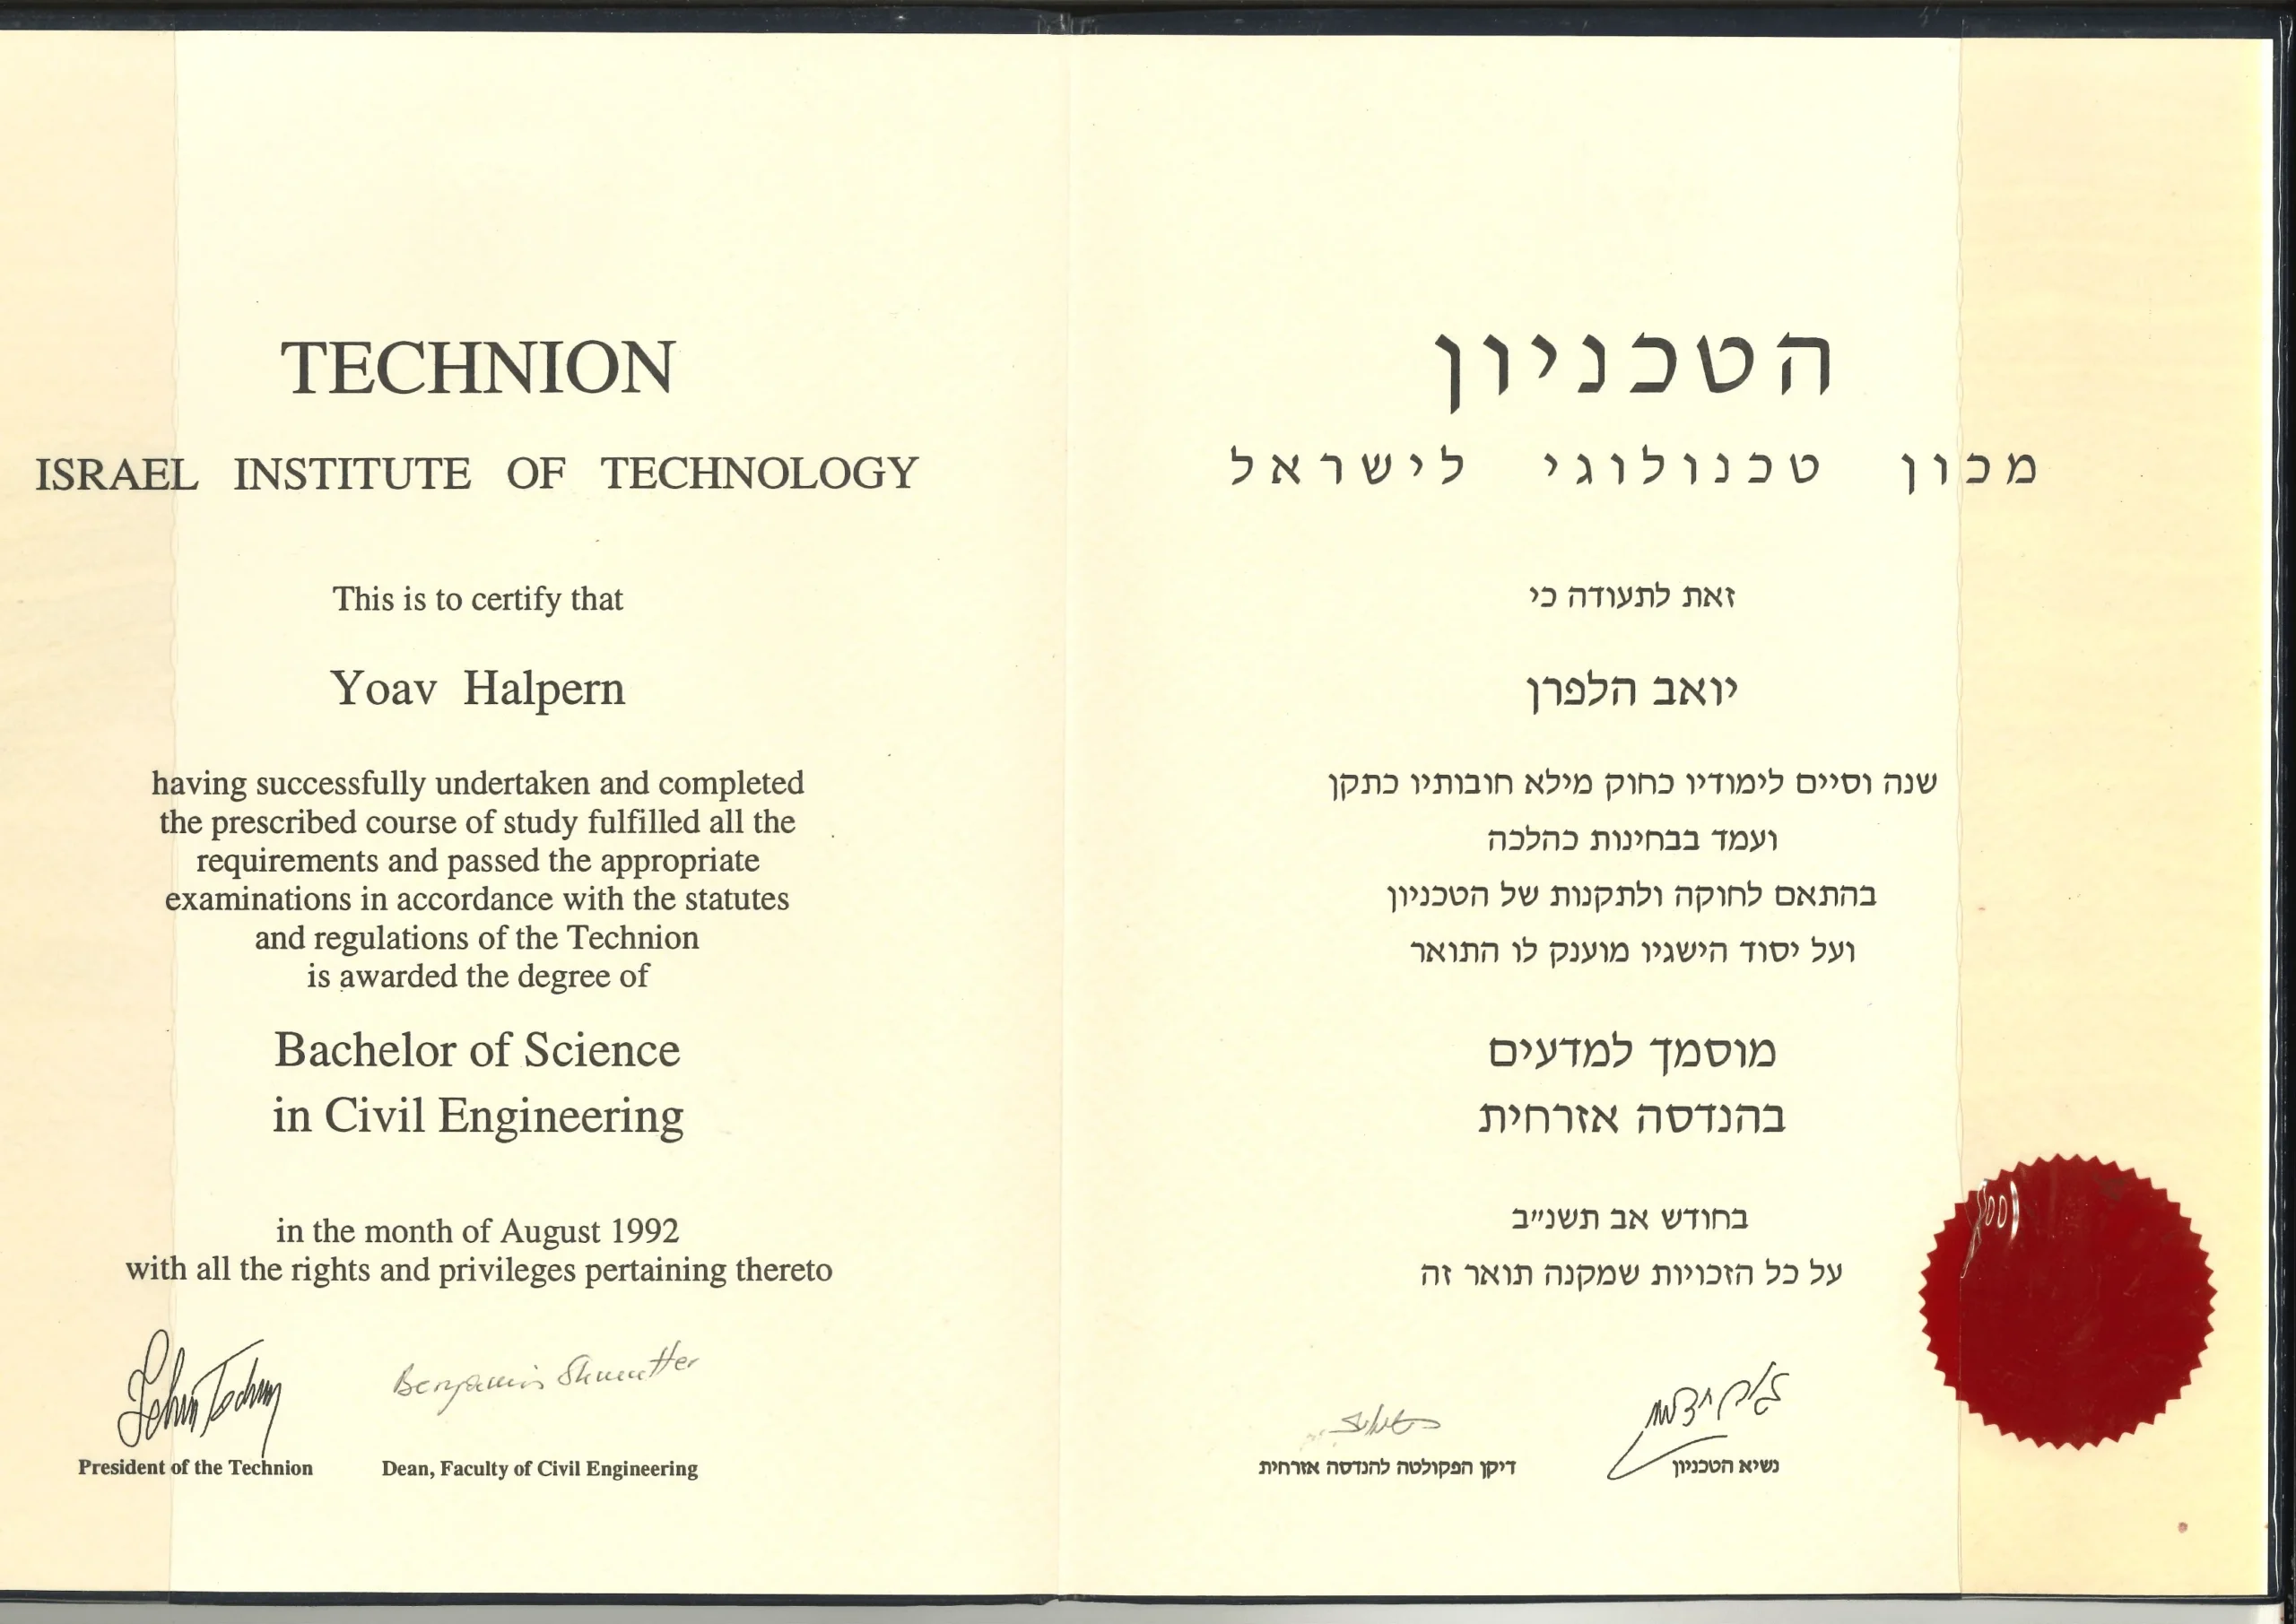 TECHNION
ISRAEL INSTITUTE OF TECHNOLOGY
This is to certify that
Yoav Halpern
having successfully undertaken and completed
the prescribed course of study fulfilled all the
requirements and passed the appropriate
examinations in accordance with the statutes
and regulations of the Technion
is awarded the degree of
Bachelor of Science
in Civil Engineering
in the month of August 1992
with all the rights and privileges pertaining thereto
Benjamin Shmutter
President of the Technion
Dean, Faculty of Civil Engineering
הטכניון
מכון טכנולוגי לישראל
זאת לתעודה כי
יואב הלפרן
שנה וסיים לימודיו כחוק מילא חובותיו כתקן
ועמד בבחינות כהלכה
בהתאם לחוקה ולתקנות של הטכניון
ועל יסוד הישגיו מוענק לו התואר
מוסמך למדעים
בהנדסה אזרחית
בחודש אב תשנ״ב
על כל הזכויות שמקנה תואר זה
נשיא הטכניון
דיקן הפקולטה להנדסה אזרחית